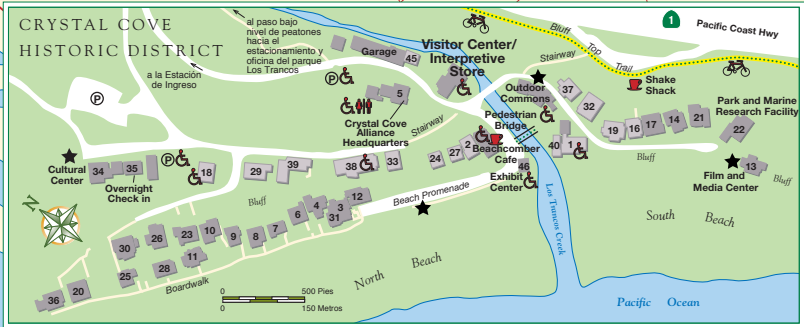 CRYSTAL COVE
HISTORIC DISTRICT
al paso bajo
nivel de peatones
hacia el
estacionamiento y
oficina del parque
Los Trancos
a la Estación
de Ingreso
P
Garage
45
P
5
Crystal Cove
Alliance
Headquarters
Visitor Center/
Interpretive
Store
Stairway
Bluff
Top
Trail
1
Pacific Coast Hwy
Stairway
Outdoor
Commons
37
32
Shake
Shack
Pedestrian
Bridge
Beachcomber
Cafe
Exhibit
Center
46
40
1
19
16
17
14
21
Park and Marine
Research Facility
22
13
Film and
Media Center
Bluff
Bluff
Cultural
Center
34
35
Overnight
Check in
P
18
29
39
38
33
24
27
2
Bluff
Beach Promenade
12
3
31
4
6
7
8
9
10
23
26
30
11
28
25
20
36
Boardwalk
N
North Beach
South Beach
Los Trancos Creek
Pacific Ocean
0
500 Pies
0
150 Metros